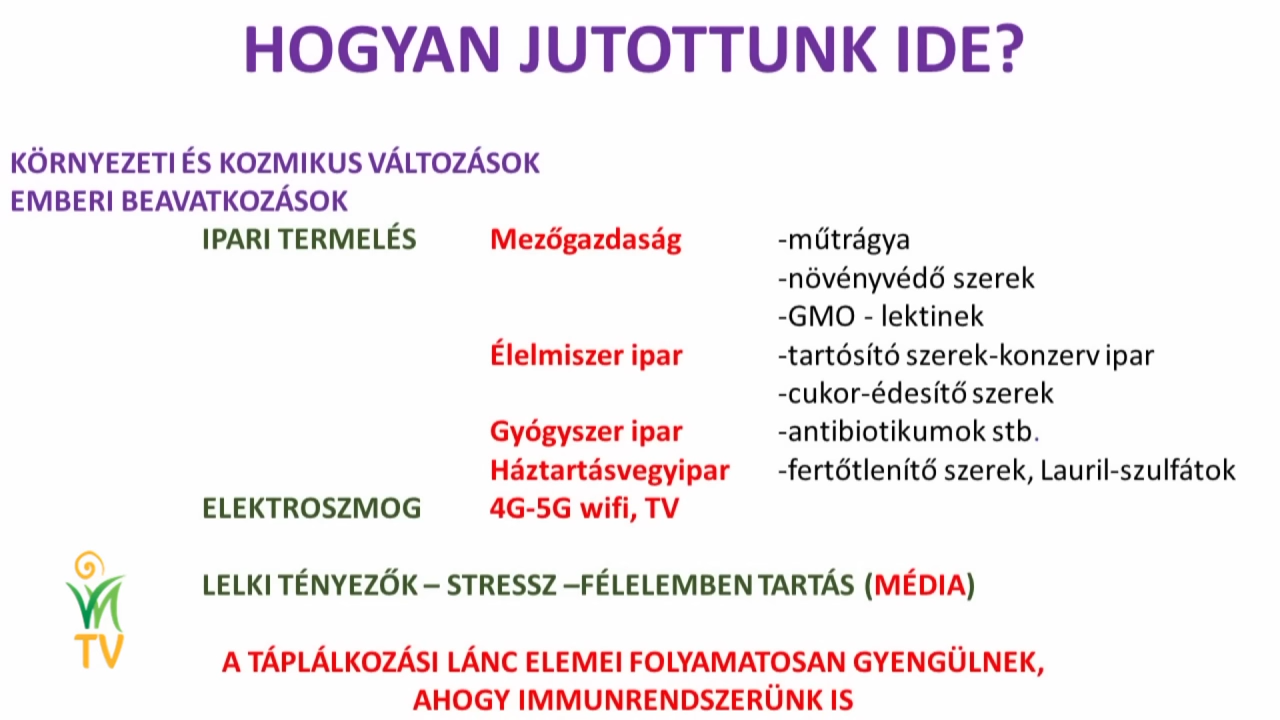 HOGYAN JUTOTTUNK IDE?
KÖRNYEZETI ÉS KOZMIKUS VÁLTOZÁSOK
EMBERI BEAVATKOZÁSOK
IPARI TERMELÉS Mezőgazdaság -műtrágya
-növényvédő szerek
-GMO - lektinek
Élelmiszer ipar -tartósító szerek-konzerv ipar
-cukor-édesítő szerek
Gyógyszer ipar -antibiotikumok stb.
Háztartásvegyipar -fertőtlenítő szerek, Lauril-szulfátok
ELEKTROSZMOG 4G-5G wifi, TV
LELKI TÉNYEZŐK – STRESSZ –FÉLELEMBEN TARTÁS (MÉDIA)
TV
A TÁPLÁLKOZÁSI LÁNC ELEMEI FOLYAMATOSAN GYENGÜLNEK,
AHOGY IMMUNRENDSZERÜNK IS